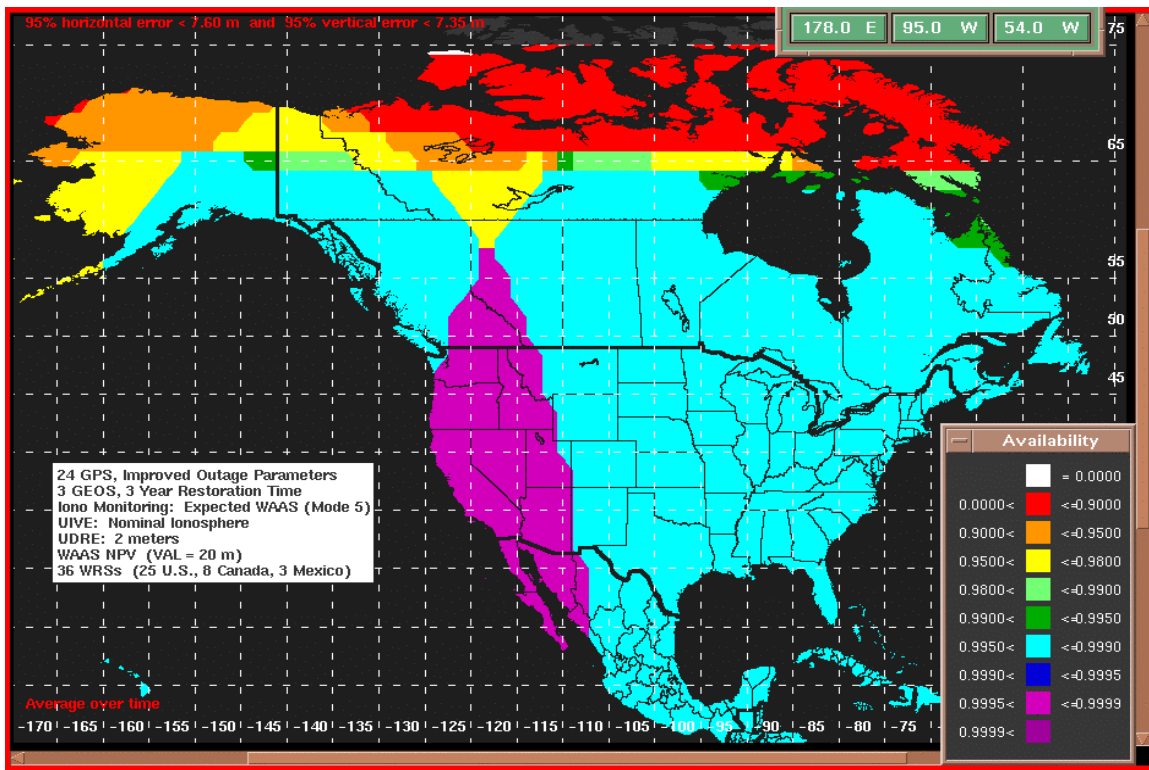 95% horizontal error < 7.60 m and 95% vertical error < 7.35 m
178.0 E 95.0 W 54.0 W
75
65
55
50
45
24 GPS, Improved Outage Parameters
3 GEOS, 3 Year Restoration Time
Iono Monitoring: Expected WAAS (Mode 5)
UIVE: Nominal Ionosphere
UDRE: 2 meters
WAAS NPV (VAL = 20 m)
36 WRSs (25 U.S., 8 Canada, 3 Mexico)
Availability
= 0.0000
0.0000< <=0.9000
0.9000< <=0.9500
0.9500< <=0.9800
0.9800< <=0.9900
0.9900< <=0.9950
0.9950< <=0.9990
0.9990< <=0.9995
0.9995< <=0.9999
0.9999<
Average over time
-170 -165 -160 -155 -150 -145 -140 -135 -130 -125 -120 -115 -110 -105 -100 -95 -90 -85 -80 -75